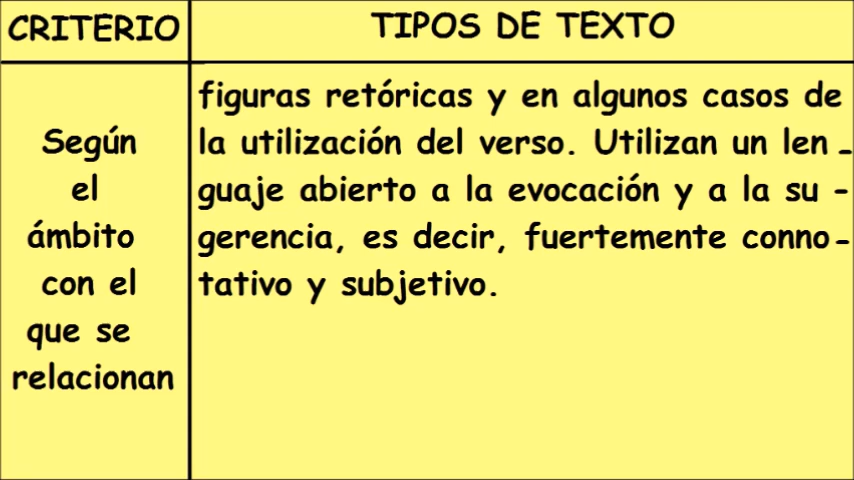 CRITERIO
TIPOS DE TEXTO
Según
el
ámbito
con el
que se
relacionan
figuras retóricas y en algunos casos de
la utilización del verso. Utilizan un len-
guaje abierto a la evocación y a la su-
gerencia, es decir, fuertemente conno-
tativo y subjetivo.